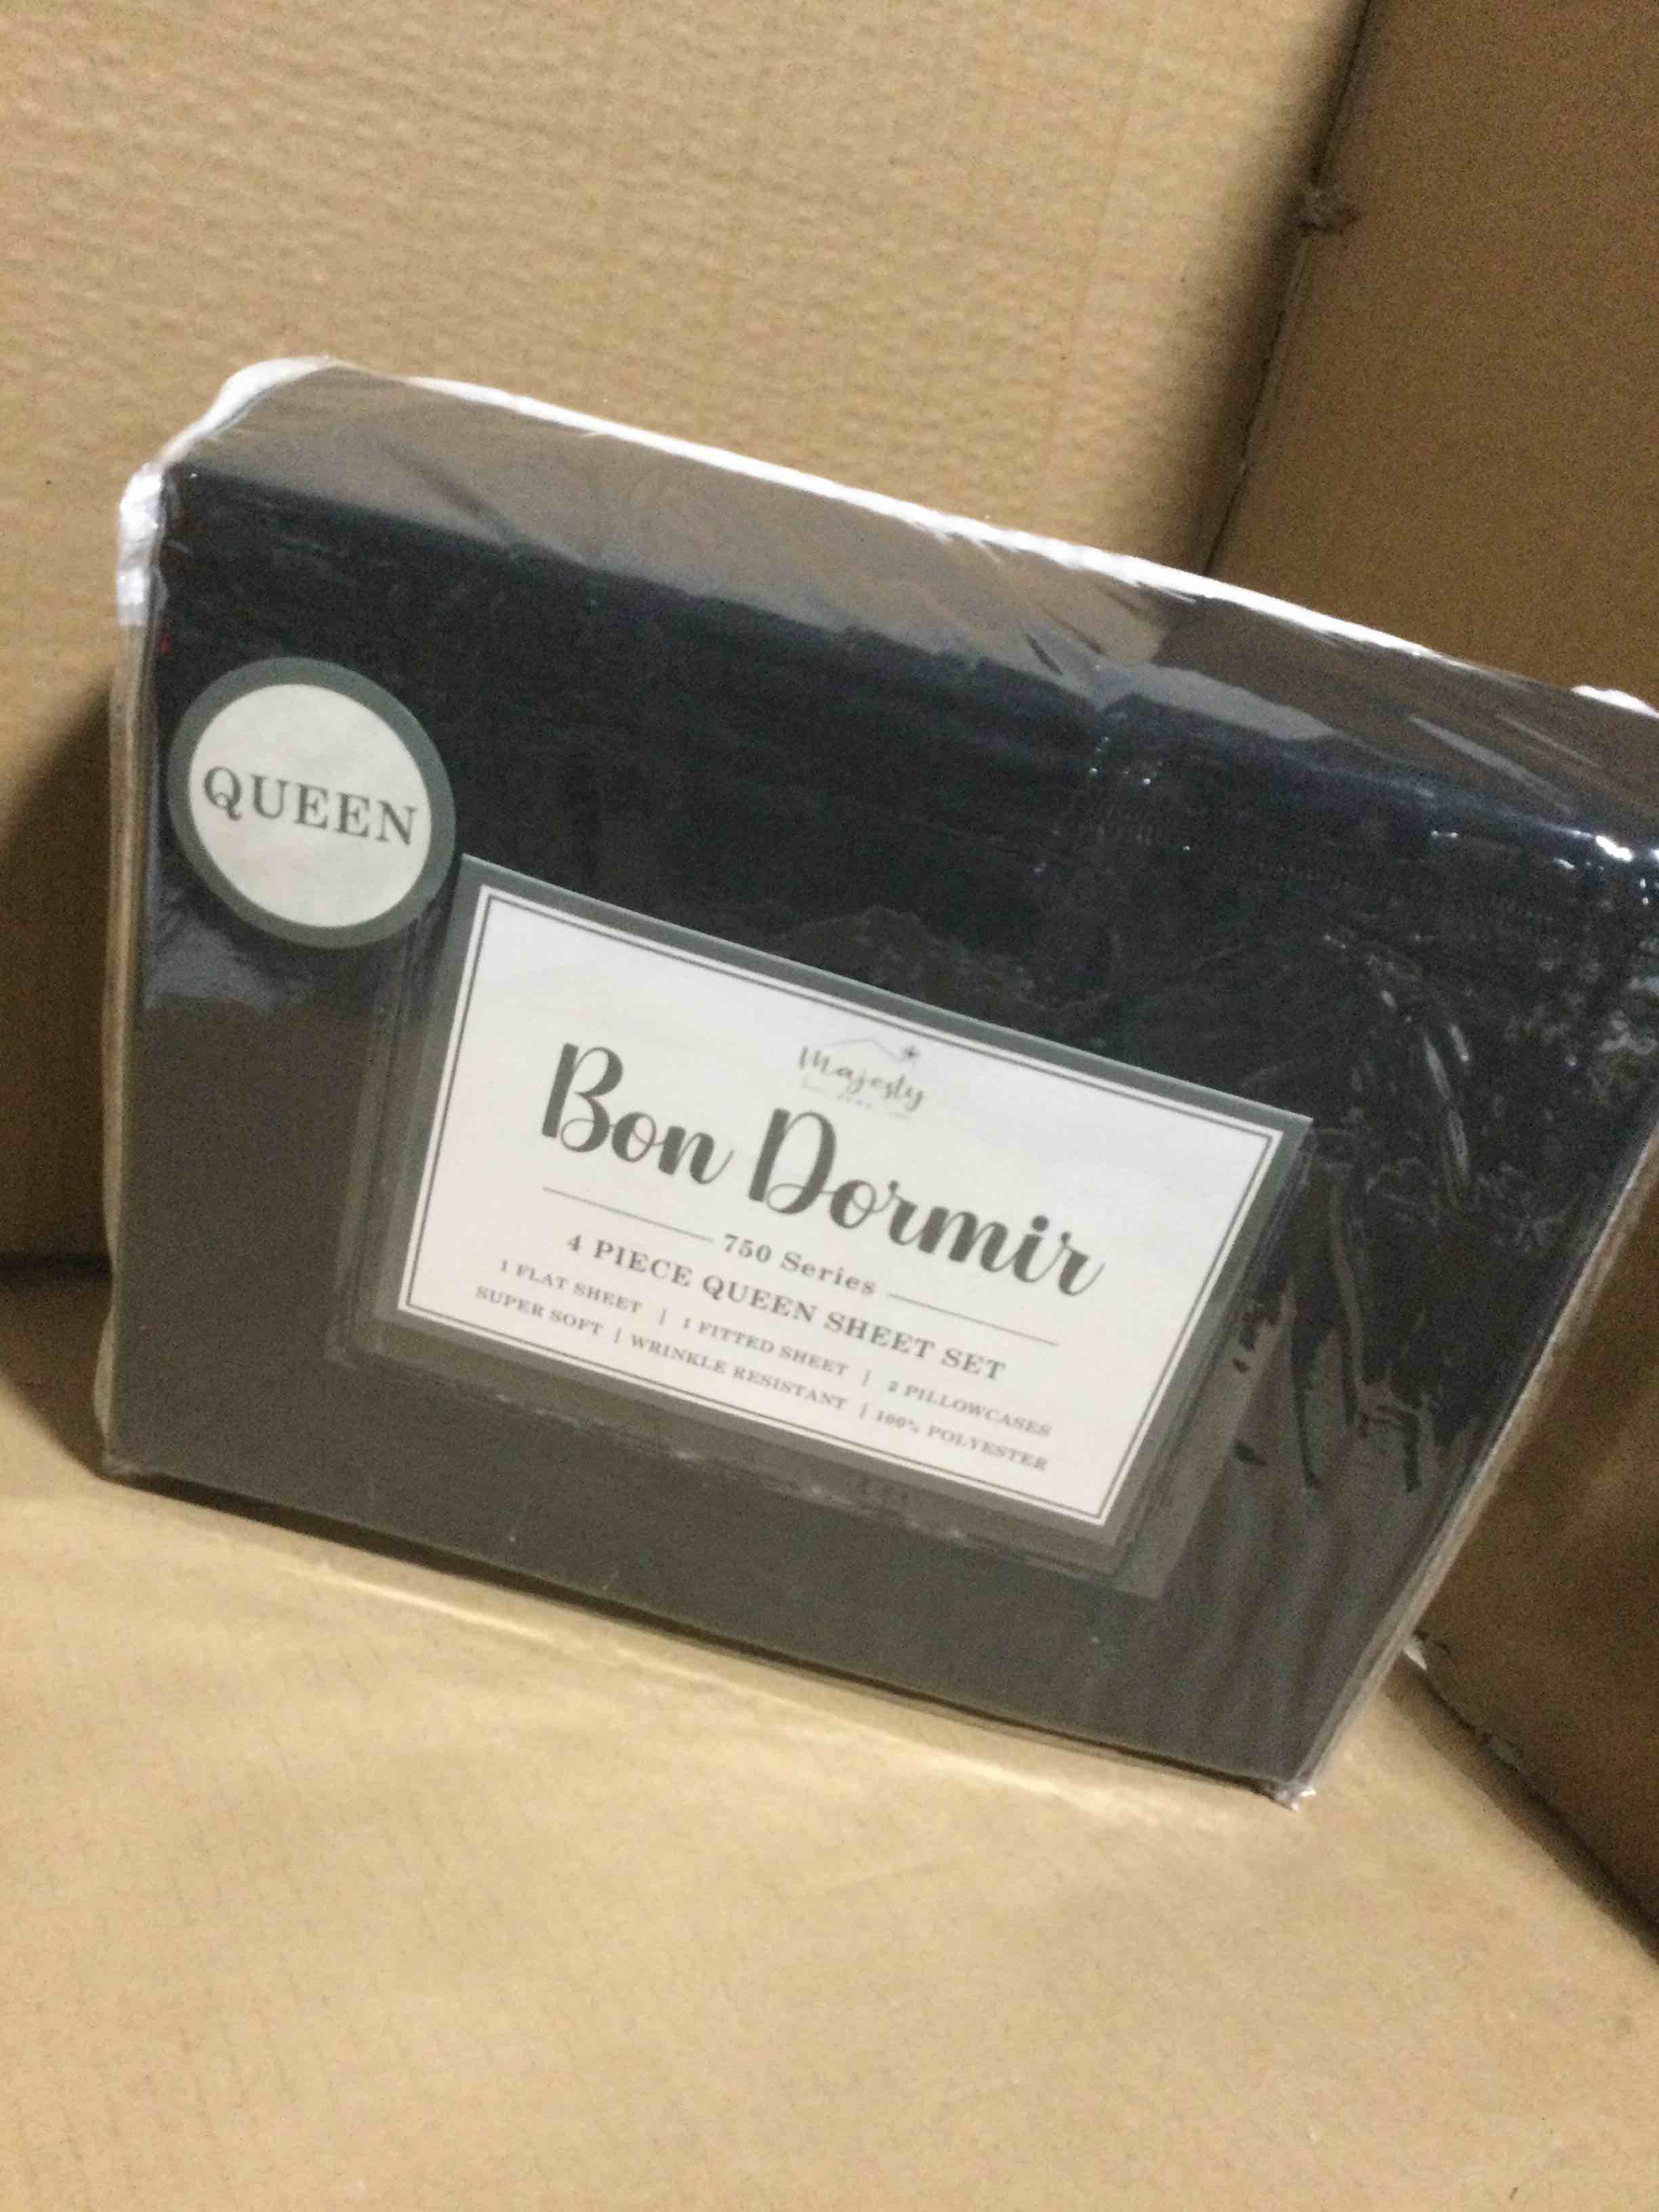 QUEEN
Majesty
Bon Dormir
750 Series
4 PIECE QUEEN SHEET SET
1 FLAT SHEET | 1 FITTED SHEET | 2 PILLOWCASES
SUPER SOFT | WRINKLE RESISTANT | 100% POLYESTER